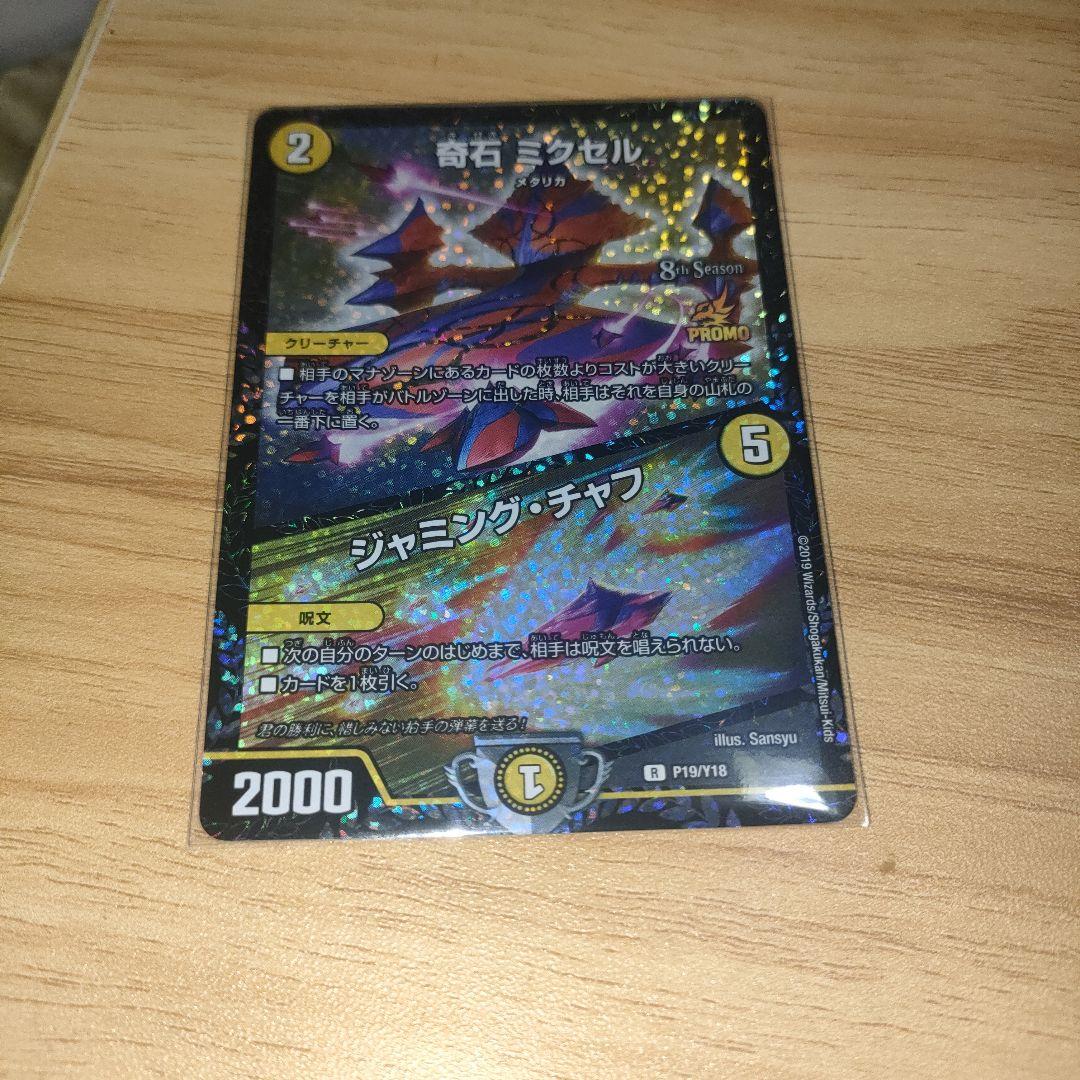 2
奇石 ミクセル
メタリカ
8th Season
PROMO
クリーチャー
■ 相手のマナゾーンにあるカードの枚数よりコストが大きいクリー
チャーを相手がバトルゾーンに出した時、相手はそれを自身の山札の
一番下に置く。
5
ジャミング・チャフ
呪文
■ 次の自分のターンのはじめまで、相手は呪文を唱えられない。
■ カードを1枚引く。
君の勝利に、惜しみない拍手の弾幕を送る!
illus. Sansyu
©2019 Wizards/Shogakukan/Mitsui-Kids
2000
1
R P19/Y18